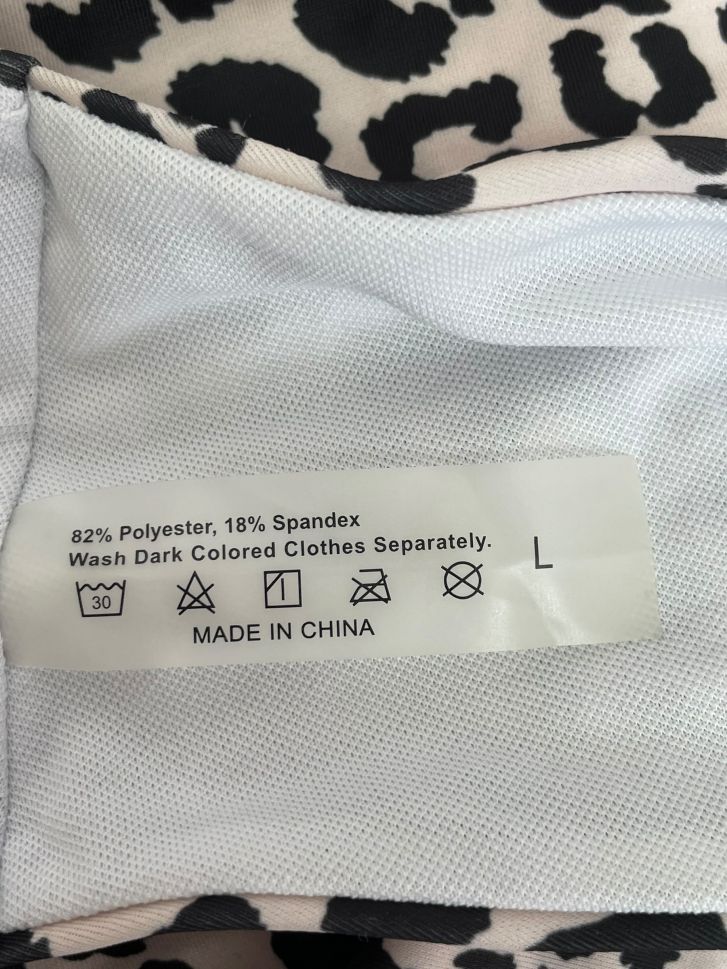 82% Polyester, 18% Spandex
Wash Dark Colored Clothes Separately.
L
30
MADE IN CHINA